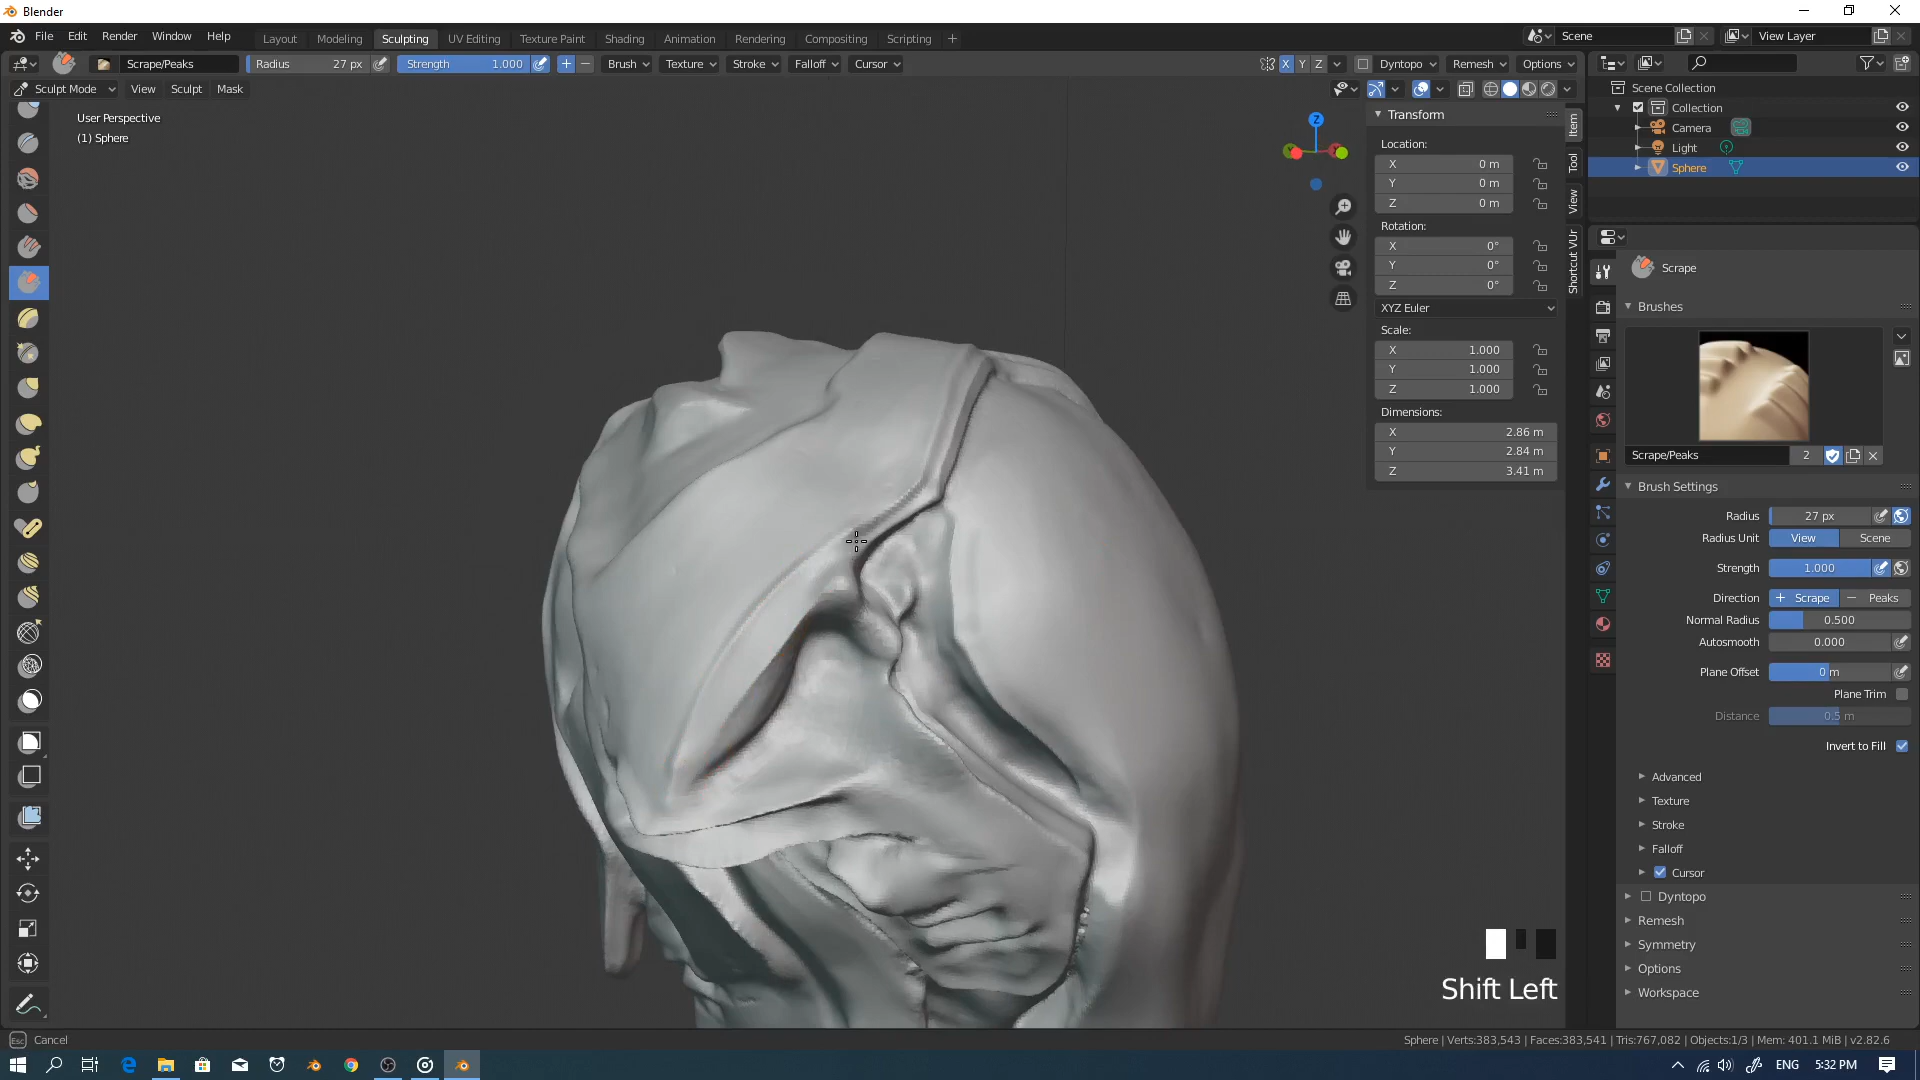 Blender
File Edit Render Window Help
Layout Modeling Sculpting UV Editing Texture Paint Shading Animation Rendering Compositing Scripting +
Scene
View Layer
Scrape/Peaks
Radius 27 px
Strength 1.000
Brush Texture Stroke Falloff Cursor
X Y Z
Dyntopo Remesh Options
Sculpt Mode View Sculpt Mask
User Perspective
(1) Sphere
Z
Transform
Location:
X 0 m
Y 0 m
Z 0 m
Rotation:
X 0°
Y 0°
Z 0°
XYZ Euler
Scale:
X 1.000
Y 1.000
Z 1.000
Dimensions:
X 2.86 m
Y 2.84 m
Z 3.41 m
Item
Tool
View
Shortcut VUr
Scene Collection
Collection
Camera
Light
Sphere
Scrape
Brushes
Scrape/Peaks 2
Brush Settings
Radius 27 px
Radius Unit View Scene
Strength 1.000
Direction + Scrape − Peaks
Normal Radius 0.500
Autosmooth 0.000
Plane Offset 0 m
Plane Trim
Distance 0.5 m
Invert to Fill
Advanced
Texture
Stroke
Falloff
Cursor
Dyntopo
Remesh
Symmetry
Options
Workspace
Shift Left
Esc Cancel
Sphere | Verts:383,543 | Faces:383,541 | Tris:767,082 | Objects:1/3 | Mem: 401.1 MiB | v2.82.6
ENG 5:32 PM